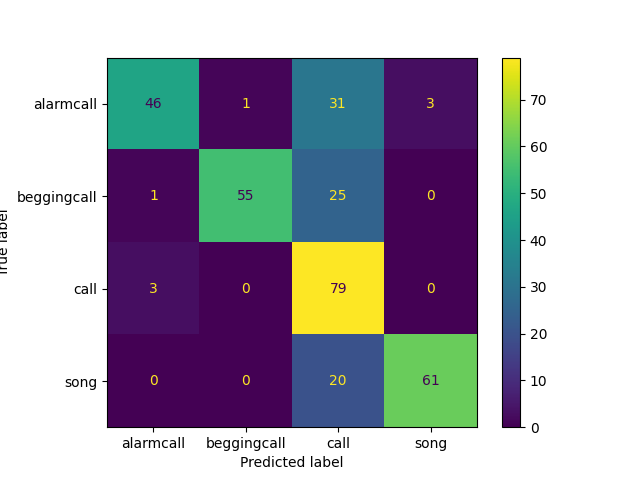 alarmcall 46 1 31 3
beggingcall 1 55 25 0
call 3 0 79 0
song 0 0 20 61
alarmcall beggingcall call song
Predicted label
True label
70
60
50
40
30
20
10
0